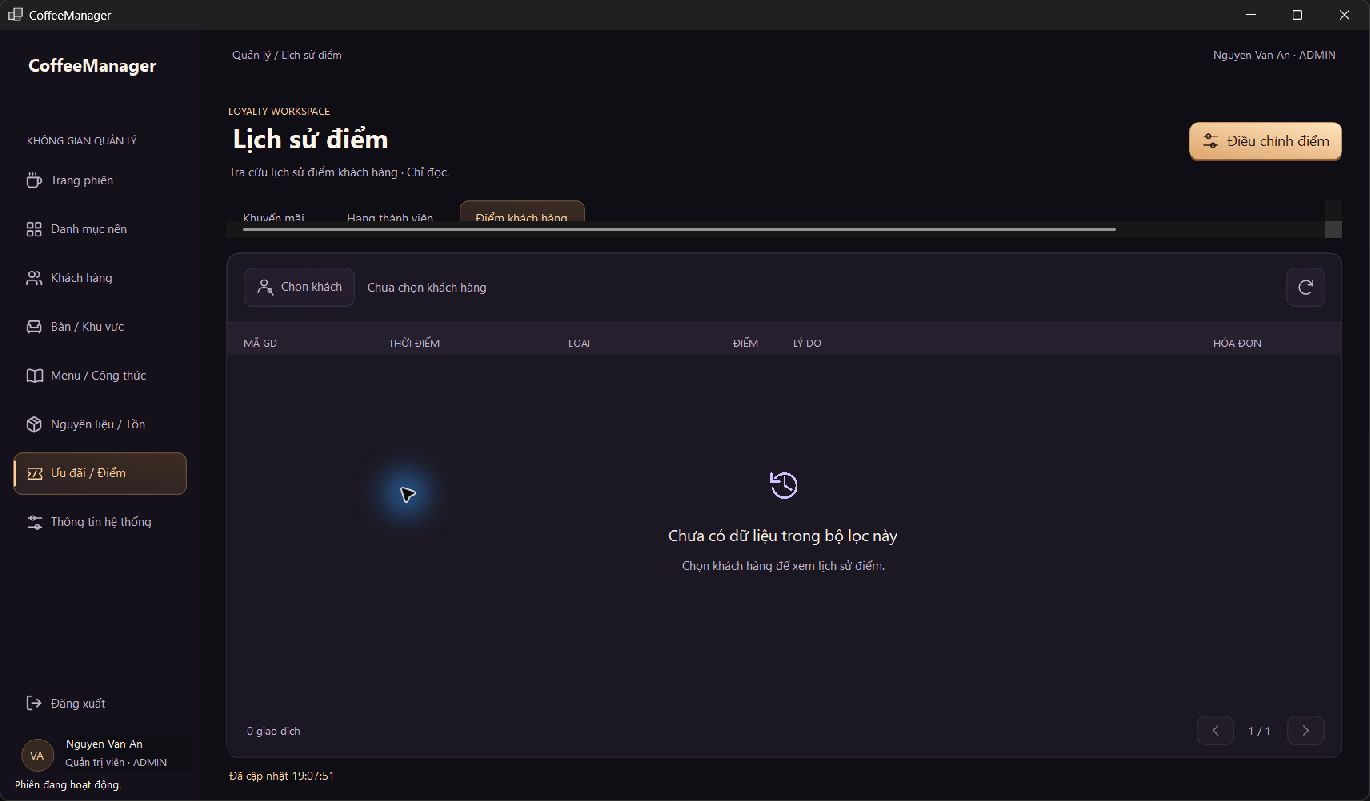 CoffeeManager
CoffeeManager
Quản lý / Lịch sử điểm
Nguyen Van An · ADMIN
LOYALTY WORKSPACE
Lịch sử điểm
Tra cứu lịch sử điểm khách hàng · Chỉ đọc.
Điều chỉnh điểm
KHÔNG GIAN QUẢN LÝ
Trang phiên
Danh mục nền
Khách hàng
Bàn / Khu vực
Menu / Công thức
Nguyên liệu / Tồn
Ưu đãi / Điểm
Thông tin hệ thống
Khuyến mãi
Hạng thành viên
Điểm khách hàng
Chọn khách
Chưa chọn khách hàng
MÃ GD
THỜI ĐIỂM
LOẠI
ĐIỂM
LÝ DO
HÓA ĐƠN
Chưa có dữ liệu trong bộ lọc này
Chọn khách hàng để xem lịch sử điểm.
0 giao dịch
1 / 1
Đã cập nhật 19:07:51
Đăng xuất
VA
Nguyen Van An
Quản trị viên · ADMIN
Phiên đang hoạt động.